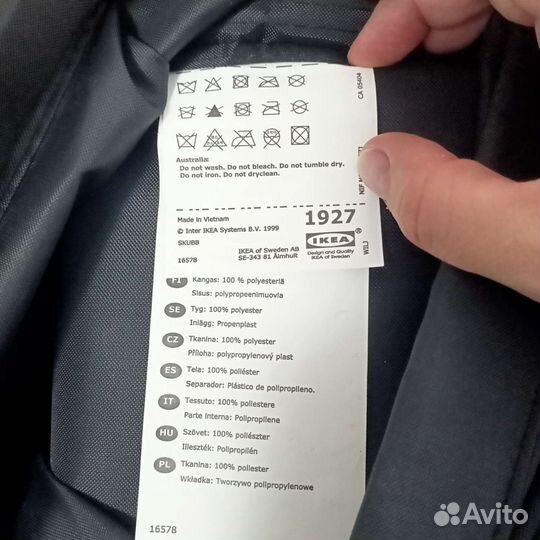 CA 05404
Australia:
Do not wash. Do not bleach. Do not tumble dry.
Do not iron. Do not dryclean.
Made in Vietnam
© Inter IKEA Systems B.V. 1999
SKUBB
16578
IKEA of Sweden AB
SE-343 81 Älmhult
1927
IKEA®
Design and Quality
IKEA of Sweden
FI Kangas: 100 % polyesteriä
Sisus: polypropeenimuovia
SE Tyg: 100% polyester
Inlägg: Propenplast
CZ Tkanina: 100% polyester
Příloha: polypropylenový plast
ES Tela: 100% poliéster
Separador: Plástico de polipropileno.
IT Tessuto: 100% poliestere
Parte interna: Polipropilene
HU Szövet: 100% poliészter
Illeszték: Polipropilén
PL Tkanina: 100% poliester
Wkładka: Tworzywo polipropylenowe
16578
Avito